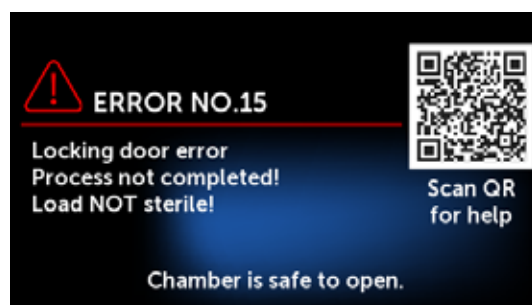 ERROR NO.15
Locking door error
Process not completed!
Load NOT sterile!
Scan QR
for help
Chamber is safe to open.